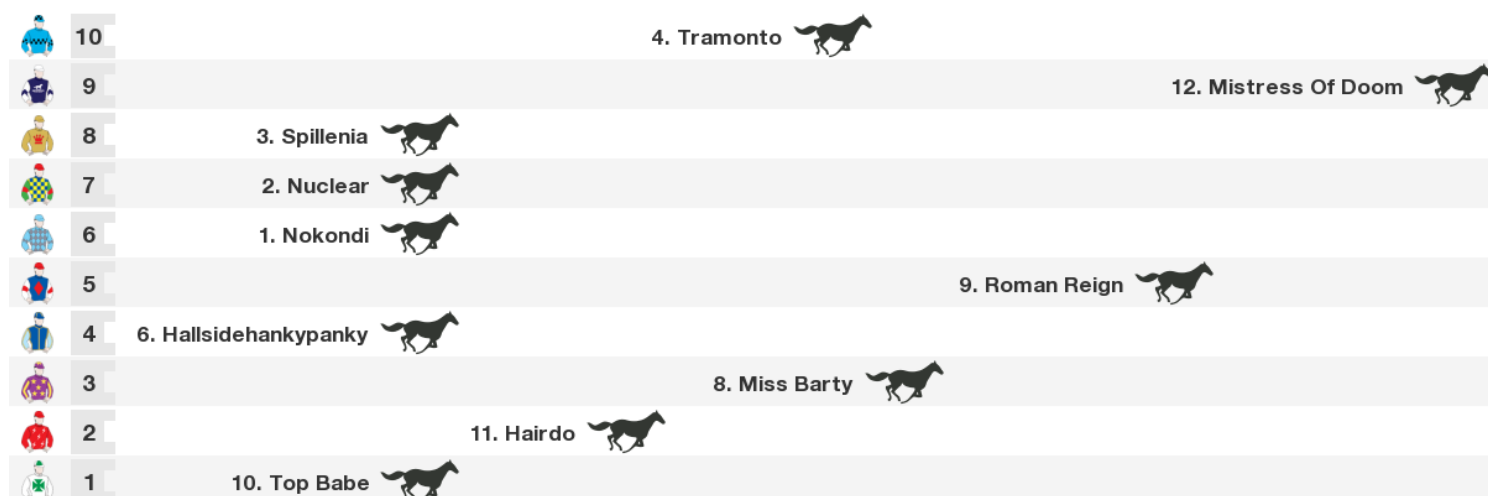 10 4. Tramonto
9 12. Mistress Of Doom
8 3. Spillenia
7 2. Nuclear
6 1. Nokondi
5 9. Roman Reign
4 6. Hallsidehankypanky
3 8. Miss Barty
2 11. Hairdo
1 10. Top Babe